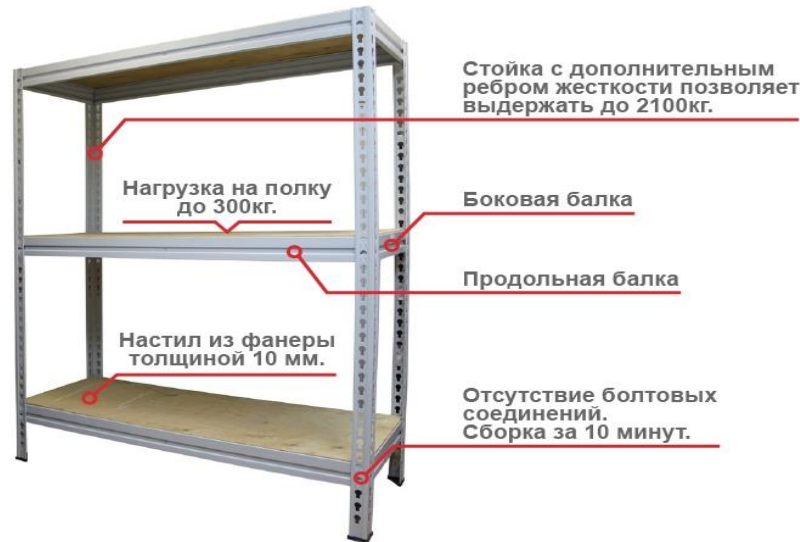 Стойка с дополнительным
ребром жесткости позволяет
выдержать до 2100кг.
Нагрузка на полку
до 300кг.
Боковая балка
Продольная балка
Настил из фанеры
толщиной 10 мм.
Отсутствие болтовых
соединений.
Сборка за 10 минут.